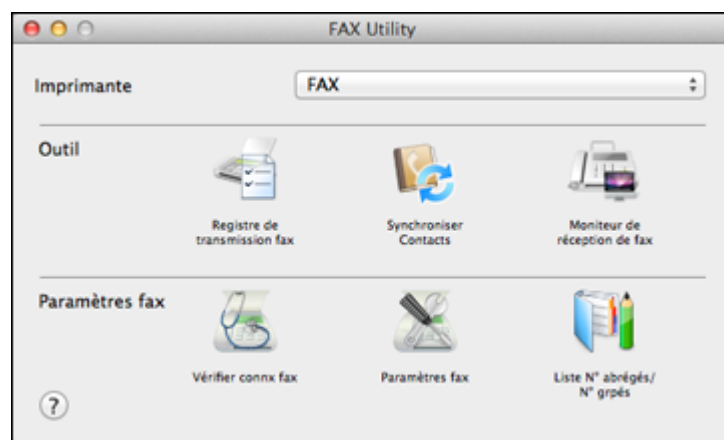 FAX Utility
Imprimante
FAX
Outil
Registre de
transmission fax
Synchroniser
Contacts
Moniteur de
réception de fax
Paramètres fax
Vérifier connx fax
Paramètres fax
Liste N° abrégés/
N° grpés
?